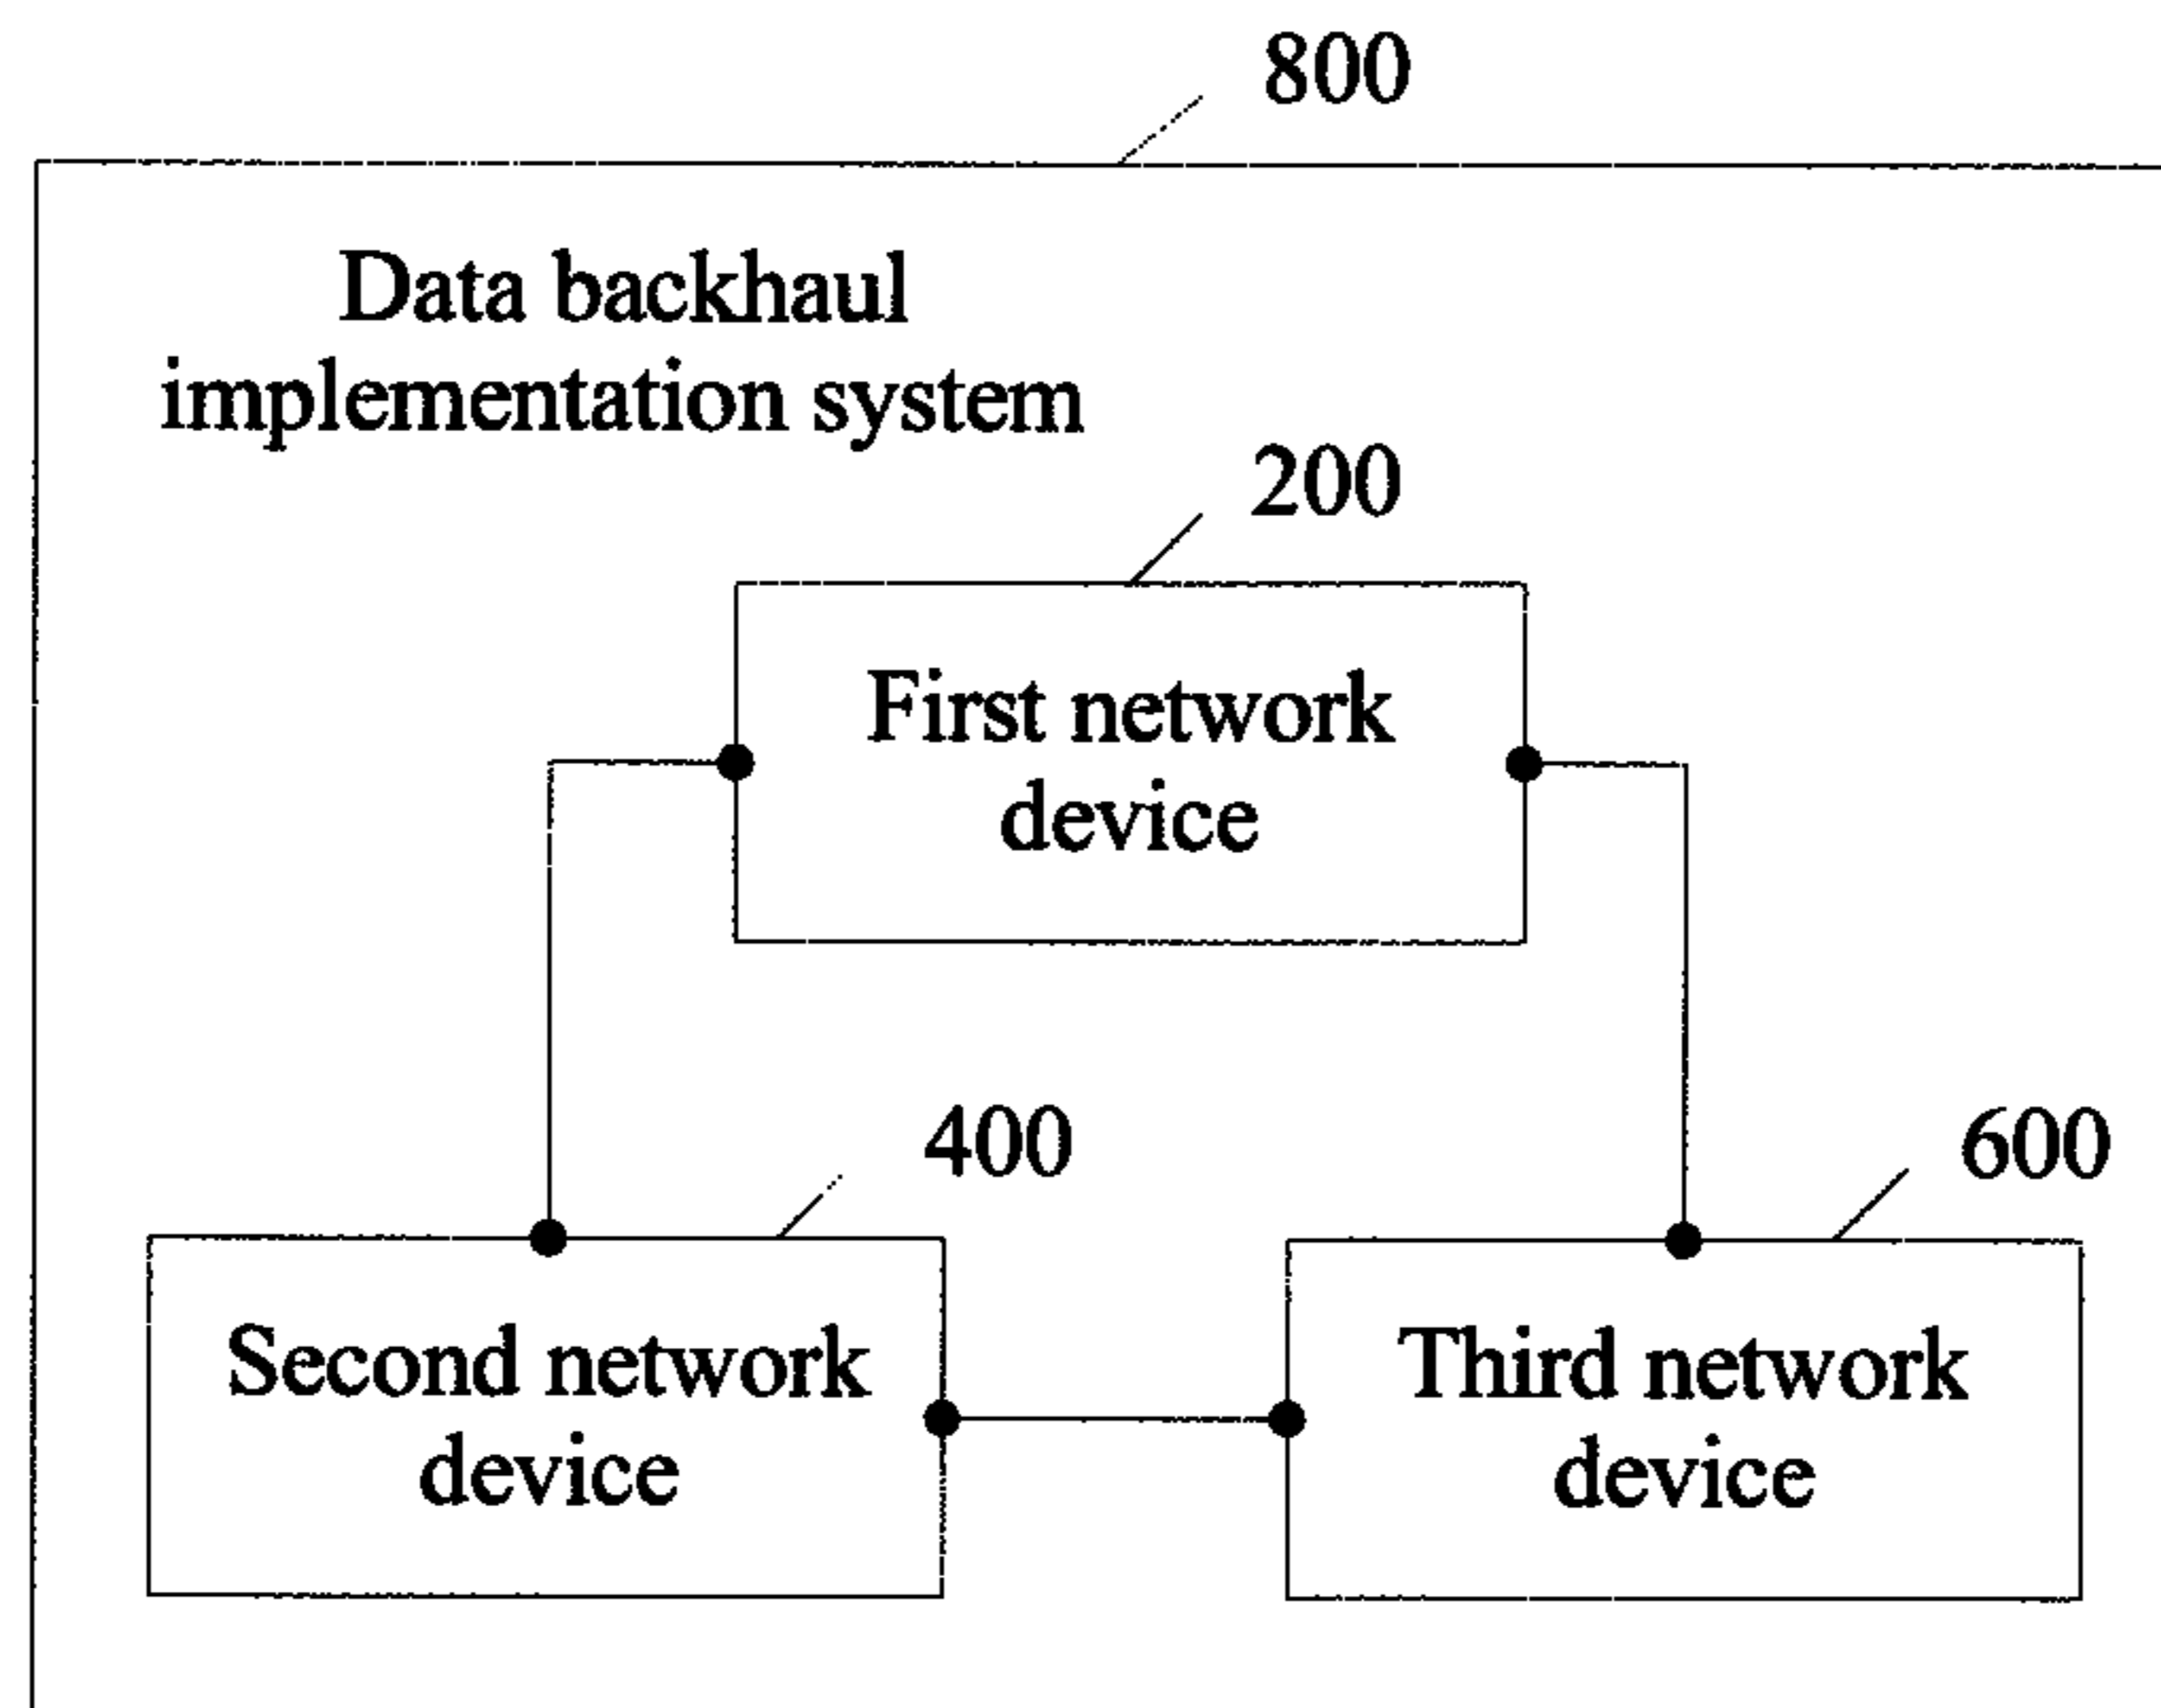 800
Data backhaul
implementation system
200
First network
device
400
600
Second network
device
Third network
device